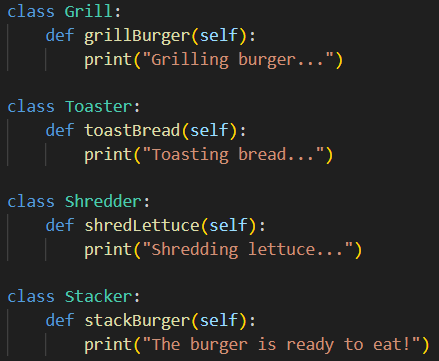 class Grill:
    def grillBurger(self):
        print("Grilling burger...")
class Toaster:
    def toastBread(self):
        print("Toasting bread...")
class Shredder:
    def shredLettuce(self):
        print("Shredding lettuce...")
class Stacker:
    def stackBurger(self):
        print("The burger is ready to eat!")